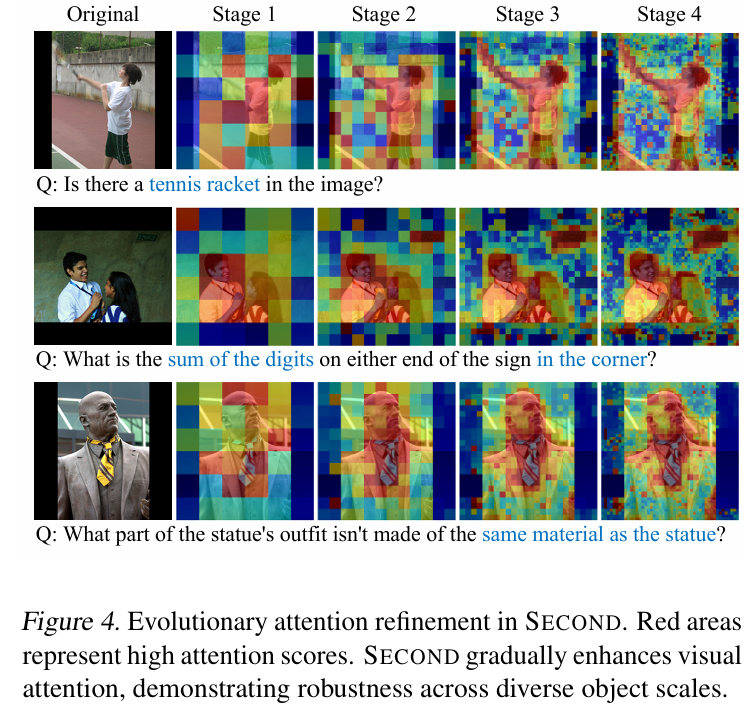 Original Stage 1 Stage 2 Stage 3 Stage 4
Q: Is there a tennis racket in the image?
Q: What is the sum of the digits on either end of the sign in the corner?
Q: What part of the statue's outfit isn't made of the same material as the statue?
Figure 4. Evolutionary attention refinement in SECOND. Red areas
represent high attention scores. SECOND gradually enhances visual
attention, demonstrating robustness across diverse object scales.